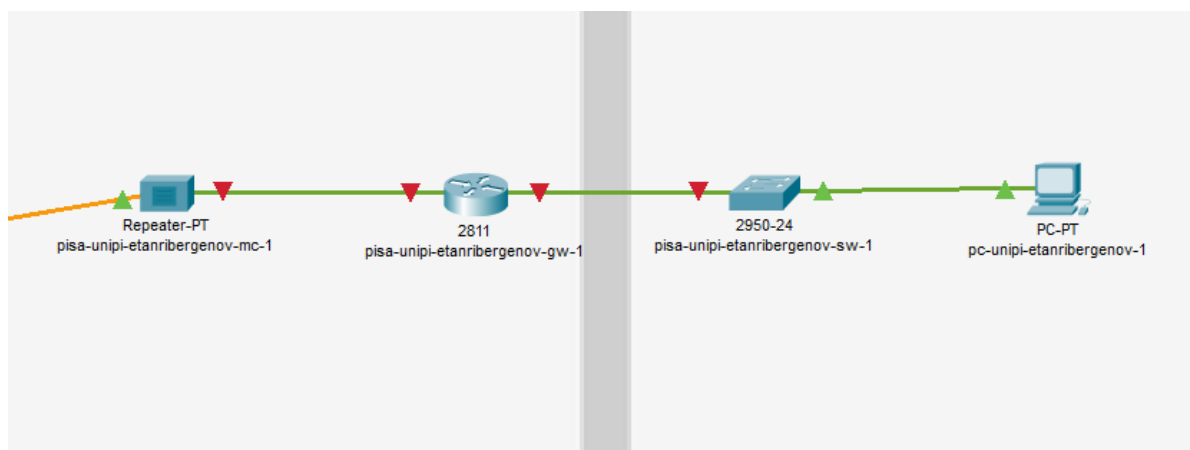 Repeater-PT
pisa-unipi-etanribergenov-mc-1
2811
pisa-unipi-etanribergenov-gw-1
2950-24
pisa-unipi-etanribergenov-sw-1
PC-PT
pc-unipi-etanribergenov-1